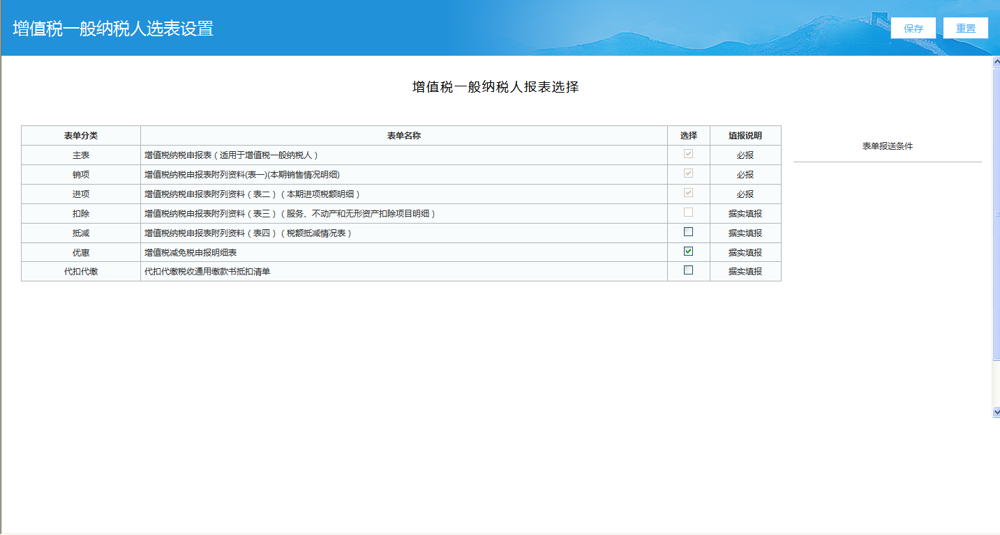 增值税一般纳税人选表设置
保存 重置
增值税一般纳税人报表选择
表单分类 表单名称 选择 填报说明
表单报送条件
主表 增值税纳税申报表（适用于增值税一般纳税人） 必报
销项 增值税纳税申报表附列资料(表一)(本期销售情况明细) 必报
进项 增值税纳税申报表附列资料（表二）（本期进项税额明细） 必报
扣除 增值税纳税申报表附列资料（表三）（服务、不动产和无形资产扣除项目明细） 据实填报
抵减 增值税纳税申报表附列资料（表四）（税额抵减情况表） 据实填报
优惠 增值税减免税申报明细表 据实填报
代扣代缴 代扣代缴税收通用缴款书抵扣清单 据实填报